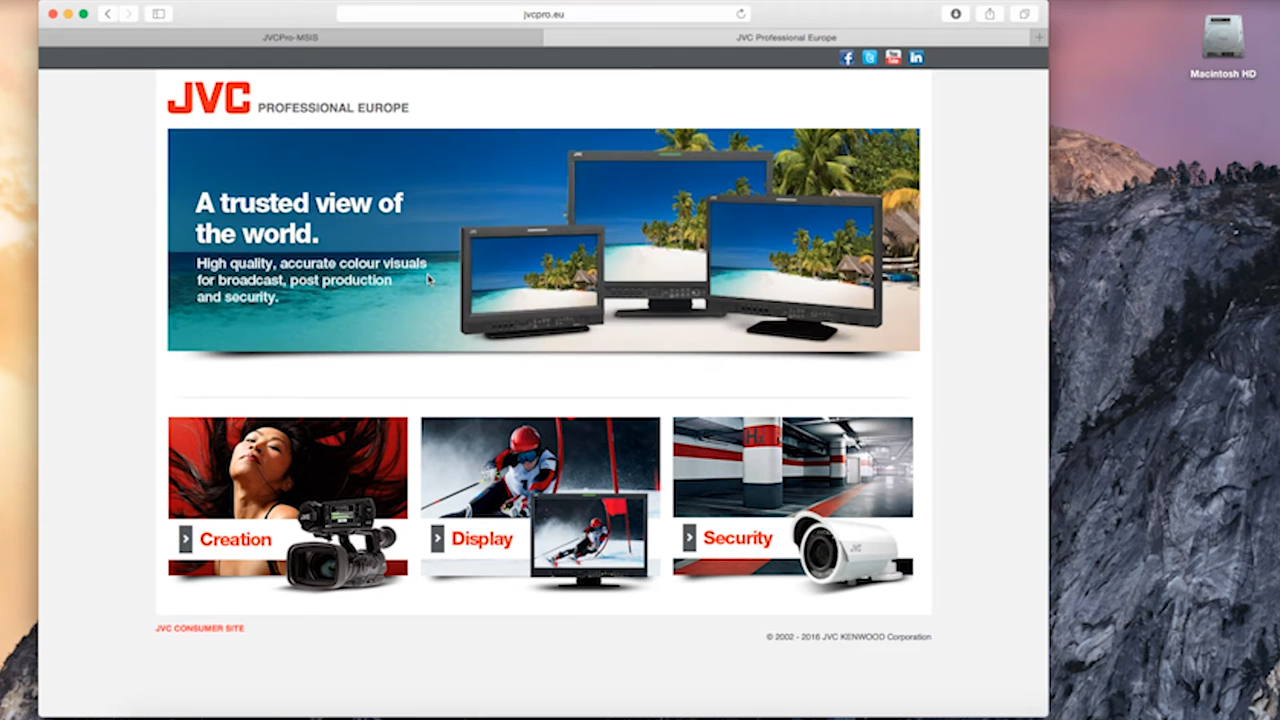 jvcpro.eu
JVCPro-MSIS
JVC Professional Europe
Macintosh HD
JVC PROFESSIONAL EUROPE
A trusted view of
the world.
High quality, accurate colour visuals
for broadcast, post production
and security.
Creation
Display
Security
JVC
JVC CONSUMER SITE
© 2002 - 2016 JVC KENWOOD Corporation